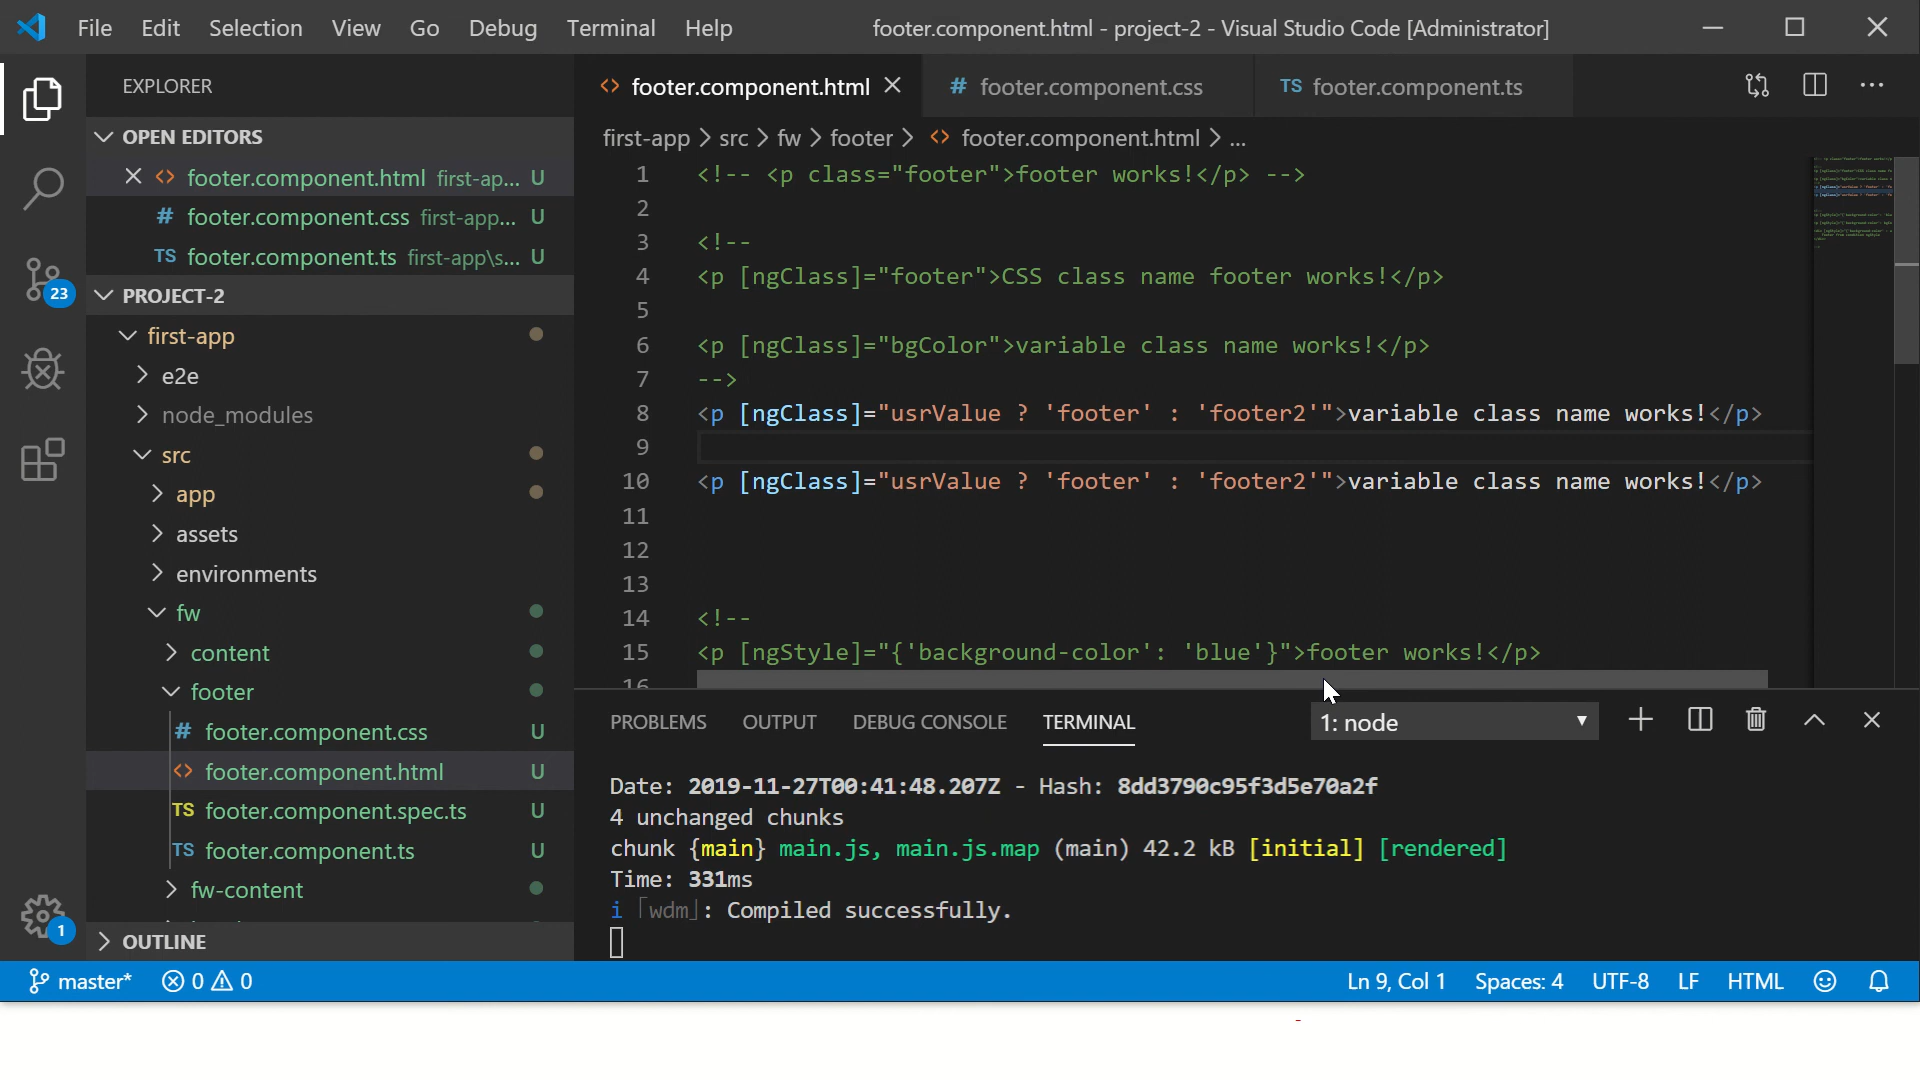 File Edit Selection View Go Debug Terminal Help footer.component.html - project-2 - Visual Studio Code [Administrator]
EXPLORER
OPEN EDITORS
footer.component.html first-ap... U
# footer.component.css first-app... U
TS footer.component.ts first-app\s... U
PROJECT-2
first-app
e2e
node_modules
src
app
assets
environments
fw
content
footer
# footer.component.css U
<> footer.component.html U
TS footer.component.spec.ts U
TS footer.component.ts U
fw-content
OUTLINE
23
1
<> footer.component.html # footer.component.css TS footer.component.ts
first-app > src > fw > footer > <> footer.component.html > ...
1 <!-- <p class="footer">footer works!</p> -->
2
3 <!--
4 <p [ngClass]="footer">CSS class name footer works!</p>
5
6 <p [ngClass]="bgColor">variable class name works!</p>
7 -->
8 <p [ngClass]="usrValue ? 'footer' : 'footer2'">variable class name works!</p>
9
10 <p [ngClass]="usrValue ? 'footer' : 'footer2'">variable class name works!</p>
11
12
13
14 <!--
15 <p [ngStyle]="{'background-color': 'blue'}">footer works!</p>
16
PROBLEMS OUTPUT DEBUG CONSOLE TERMINAL 1: node
Date: 2019-11-27T00:41:48.207Z - Hash: 8dd3790c95f3d5e70a2f
4 unchanged chunks
chunk {main} main.js, main.js.map (main) 42.2 kB [initial] [rendered]
Time: 331ms
i ｢wdm｣: Compiled successfully.
master* 0 0 Ln 9, Col 1 Spaces: 4 UTF-8 LF HTML